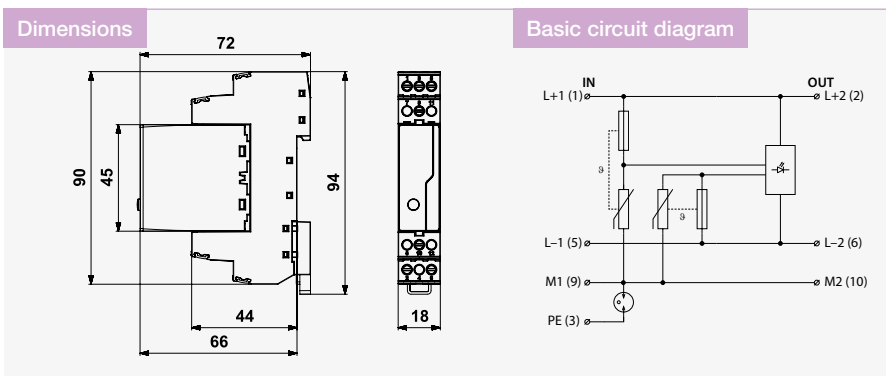 Dimensions
72
90
45
94
44
66
18
Basic circuit diagram
IN
OUT
L+1 (1)
L+2 (2)
ϑ
ϑ
L–1 (5)
L–2 (6)
M1 (9)
M2 (10)
PE (3)